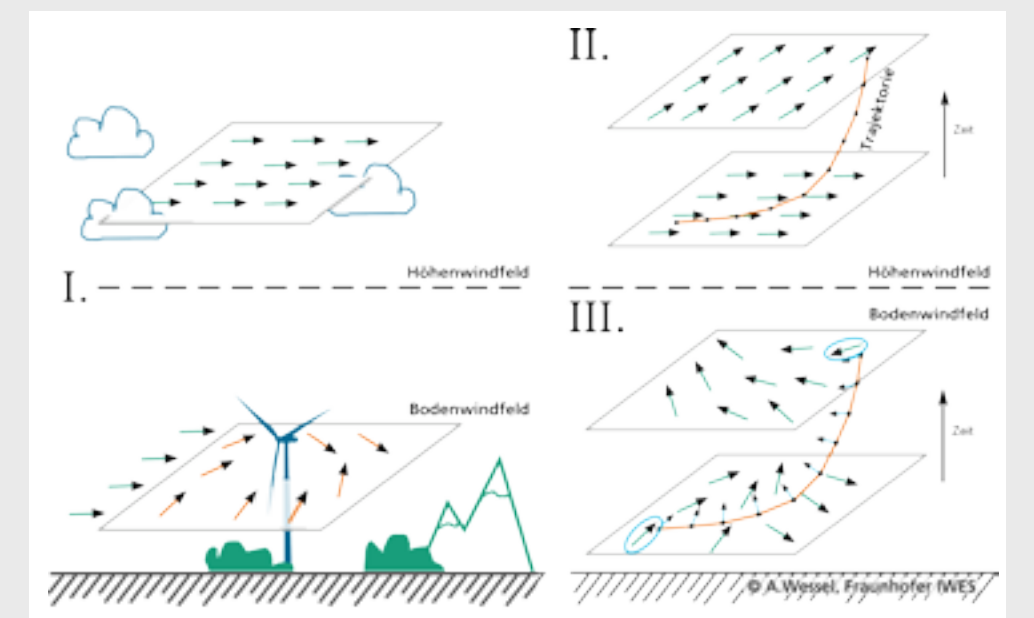 I.
Höhenwindfeld
Bodenwindfeld
II.
Trajektorie
Zeit
Höhenwindfeld
III.
Bodenwindfeld
Zeit
© A.Wessel, Fraunhofer IWES